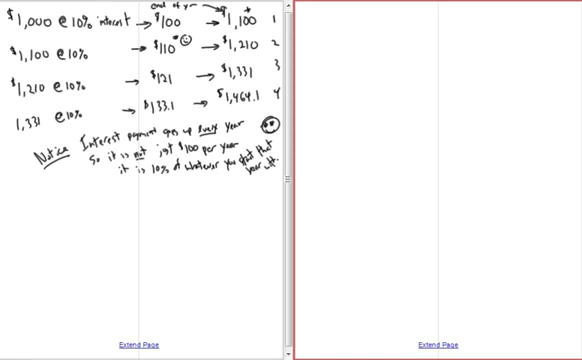 end of yr
$1,000 @ 10% interest → $100 → $1,100 1
$1,100 @ 10% → $110 → $1,210 2
$1,210 @ 10% → $121 → $1,331 3
1,331 @ 10% → $133.1 → $1,464.1 4
Notice Interest payment goes up every year
So it is not just $100 per year
it is 10% of whatever you start that
year with.
Extend Page
Extend Page